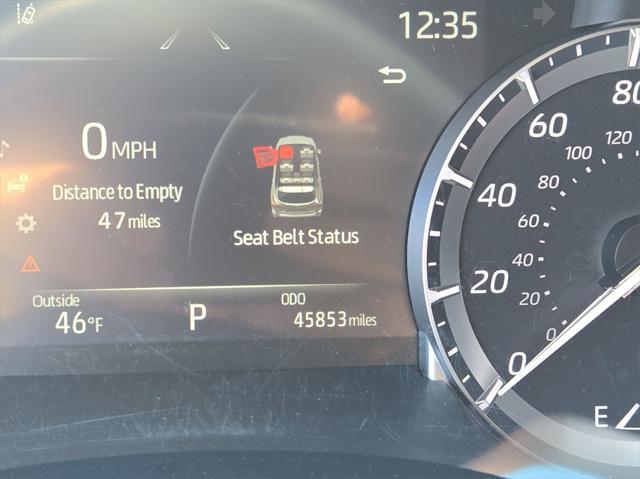 12:35
0 MPH
Distance to Empty
47 miles
Seat Belt Status
Outside
46°F
P
ODO
45853 miles
80
60
40
20
0
120
100
80
60
40
20
0
E